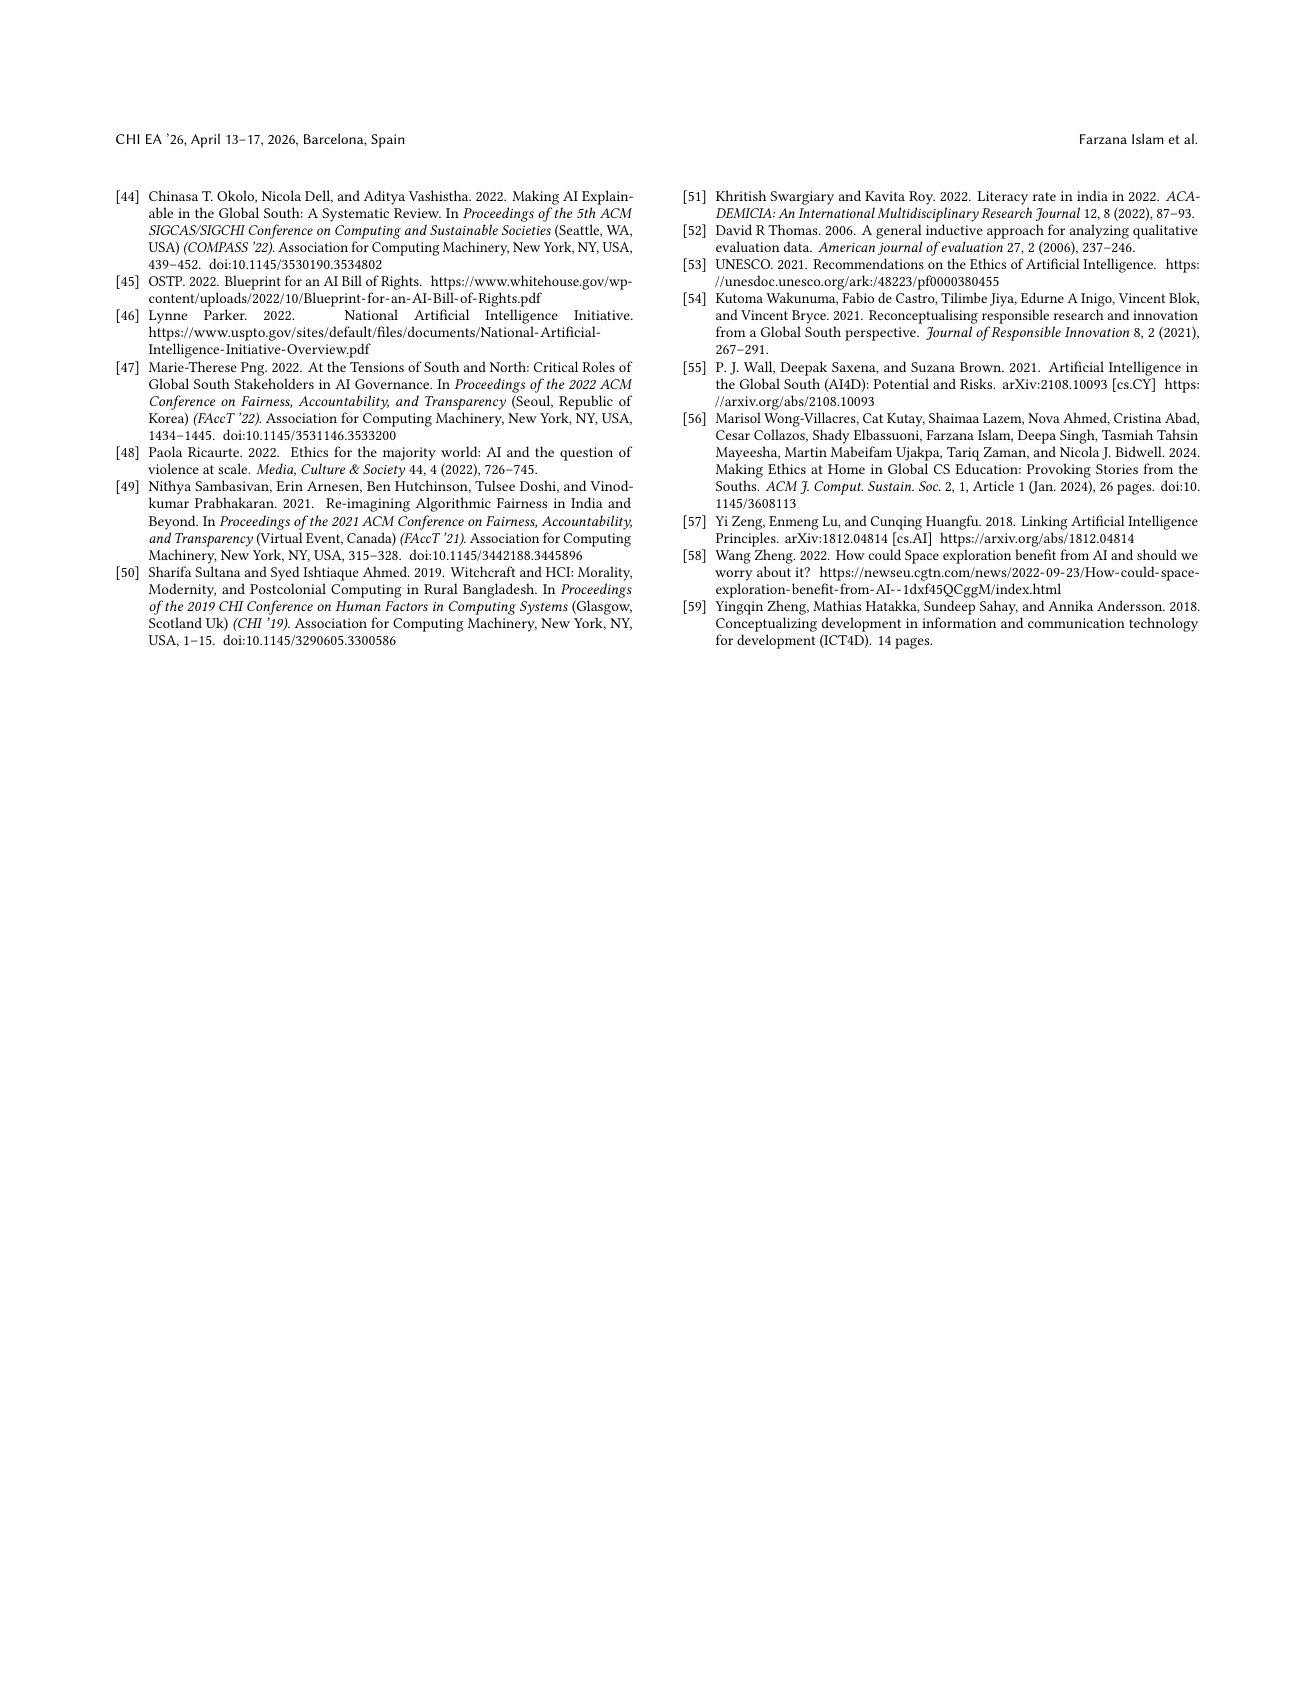 CHI EA ’26, April 13–17, 2026, Barcelona, Spain
Farzana Islam et al.
[44] Chinasa T. Okolo, Nicola Dell, and Aditya Vashistha. 2022. Making AI Explain-
able in the Global South: A Systematic Review. In Proceedings of the 5th ACM
SIGCAS/SIGCHI Conference on Computing and Sustainable Societies (Seattle, WA,
USA) (COMPASS ’22). Association for Computing Machinery, New York, NY, USA,
439–452. doi:10.1145/3530190.3534802
[45] OSTP. 2022. Blueprint for an AI Bill of Rights. https://www.whitehouse.gov/wp-
content/uploads/2022/10/Blueprint-for-an-AI-Bill-of-Rights.pdf
[46] Lynne Parker. 2022. National Artificial Intelligence Initiative.
https://www.uspto.gov/sites/default/files/documents/National-Artificial-
Intelligence-Initiative-Overview.pdf
[47] Marie-Therese Png. 2022. At the Tensions of South and North: Critical Roles of
Global South Stakeholders in AI Governance. In Proceedings of the 2022 ACM
Conference on Fairness, Accountability, and Transparency (Seoul, Republic of
Korea) (FAccT ’22). Association for Computing Machinery, New York, NY, USA,
1434–1445. doi:10.1145/3531146.3533200
[48] Paola Ricaurte. 2022. Ethics for the majority world: AI and the question of
violence at scale. Media, Culture & Society 44, 4 (2022), 726–745.
[49] Nithya Sambasivan, Erin Arnesen, Ben Hutchinson, Tulsee Doshi, and Vinod-
kumar Prabhakaran. 2021. Re-imagining Algorithmic Fairness in India and
Beyond. In Proceedings of the 2021 ACM Conference on Fairness, Accountability,
and Transparency (Virtual Event, Canada) (FAccT ’21). Association for Computing
Machinery, New York, NY, USA, 315–328. doi:10.1145/3442188.3445896
[50] Sharifa Sultana and Syed Ishtiaque Ahmed. 2019. Witchcraft and HCI: Morality,
Modernity, and Postcolonial Computing in Rural Bangladesh. In Proceedings
of the 2019 CHI Conference on Human Factors in Computing Systems (Glasgow,
Scotland Uk) (CHI ’19). Association for Computing Machinery, New York, NY,
USA, 1–15. doi:10.1145/3290605.3300586
[51] Khritish Swargiary and Kavita Roy. 2022. Literacy rate in india in 2022. ACA-
DEMICIA: An International Multidisciplinary Research Journal 12, 8 (2022), 87–93.
[52] David R Thomas. 2006. A general inductive approach for analyzing qualitative
evaluation data. American journal of evaluation 27, 2 (2006), 237–246.
[53] UNESCO. 2021. Recommendations on the Ethics of Artificial Intelligence. https:
//unesdoc.unesco.org/ark:/48223/pf0000380455
[54] Kutoma Wakunuma, Fabio de Castro, Tilimbe Jiya, Edurne A Inigo, Vincent Blok,
and Vincent Bryce. 2021. Reconceptualising responsible research and innovation
from a Global South perspective. Journal of Responsible Innovation 8, 2 (2021),
267–291.
[55] P. J. Wall, Deepak Saxena, and Suzana Brown. 2021. Artificial Intelligence in
the Global South (AI4D): Potential and Risks. arXiv:2108.10093 [cs.CY] https:
//arxiv.org/abs/2108.10093
[56] Marisol Wong-Villacres, Cat Kutay, Shaimaa Lazem, Nova Ahmed, Cristina Abad,
Cesar Collazos, Shady Elbassuoni, Farzana Islam, Deepa Singh, Tasmiah Tahsin
Mayeesha, Martin Mabeifam Ujakpa, Tariq Zaman, and Nicola J. Bidwell. 2024.
Making Ethics at Home in Global CS Education: Provoking Stories from the
Souths. ACM J. Comput. Sustain. Soc. 2, 1, Article 1 (Jan. 2024), 26 pages. doi:10.
1145/3608113
[57] Yi Zeng, Enmeng Lu, and Cunqing Huangfu. 2018. Linking Artificial Intelligence
Principles. arXiv:1812.04814 [cs.AI] https://arxiv.org/abs/1812.04814
[58] Wang Zheng. 2022. How could Space exploration benefit from AI and should we
worry about it? https://newseu.cgtn.com/news/2022-09-23/How-could-space-
exploration-benefit-from-AI--1dxf45QCggM/index.html
[59] Yingqin Zheng, Mathias Hatakka, Sundeep Sahay, and Annika Andersson. 2018.
Conceptualizing development in information and communication technology
for development (ICT4D). 14 pages.